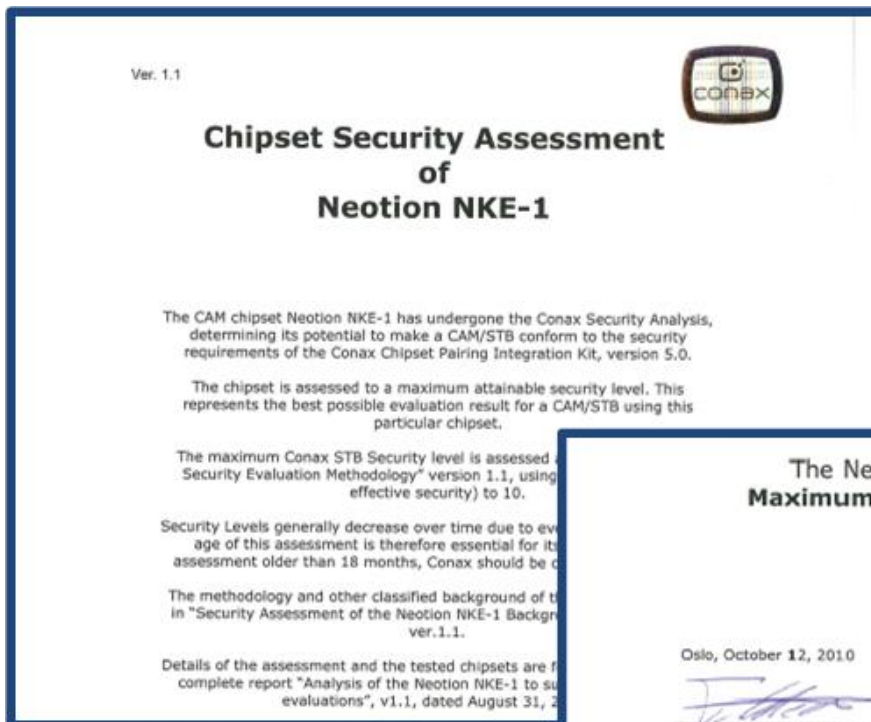 Ver. 1.1
conax
Chipset Security Assessment
of
Neotion NKE-1
The CAM chipset Neotion NKE-1 has undergone the Conax Security Analysis,
determining its potential to make a CAM/STB conform to the security
requirements of the Conax Chipset Pairing Integration Kit, version 5.0.
The chipset is assessed to a maximum attainable security level. This
represents the best possible evaluation result for a CAM/STB using this
particular chipset.
The maximum Conax STB Security level is assessed
Security Evaluation Methodology" version 1.1, using
effective security) to 10.
Security Levels generally decrease over time due to
age of this assessment is therefore essential for
assessment older than 18 months, Conax should be
The methodology and other classified background of
in "Security Assessment of the Neotion NKE-1
ver.1.1.
Details of the assessment and the tested chipsets are
complete report "Analysis of the Neotion NKE-1 to
evaluations", v1.1, dated August 31,
The
Maximum
Oslo, October 12, 2010